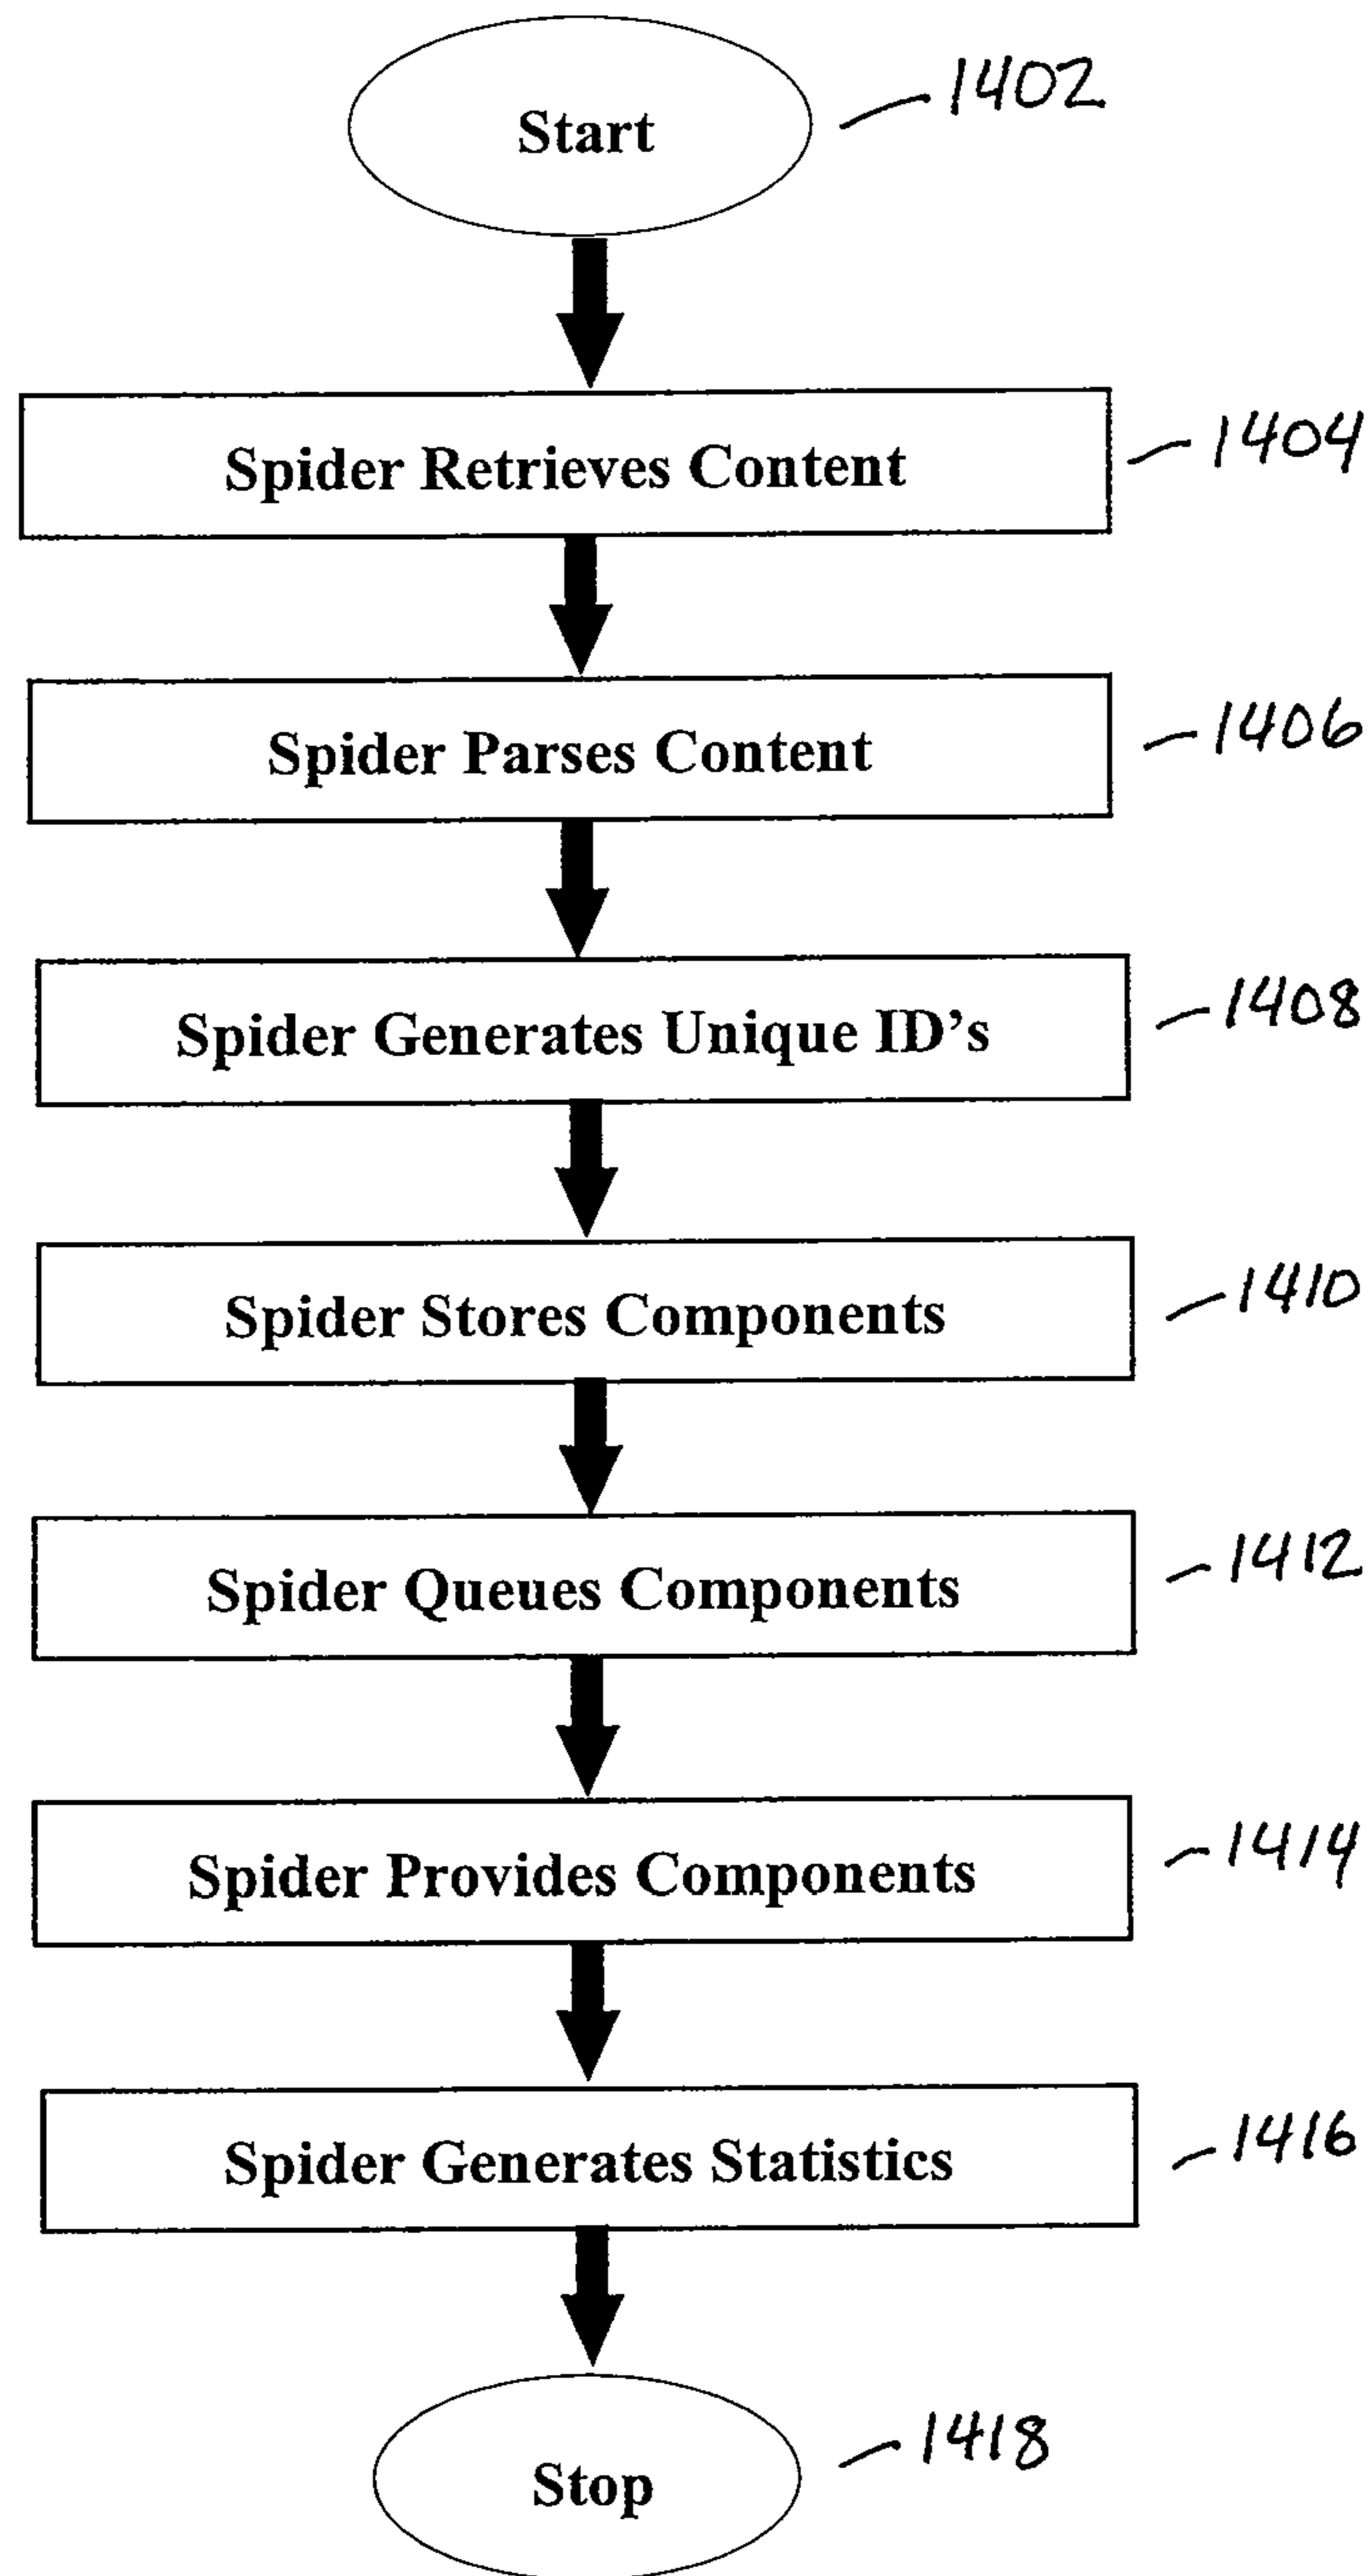 Start
1402
Spider Retrieves Content
1404
Spider Parses Content
1406
Spider Generates Unique ID’s
1408
Spider Stores Components
1410
Spider Queues Components
1412
Spider Provides Components
1414
Spider Generates Statistics
1416
Stop
1418